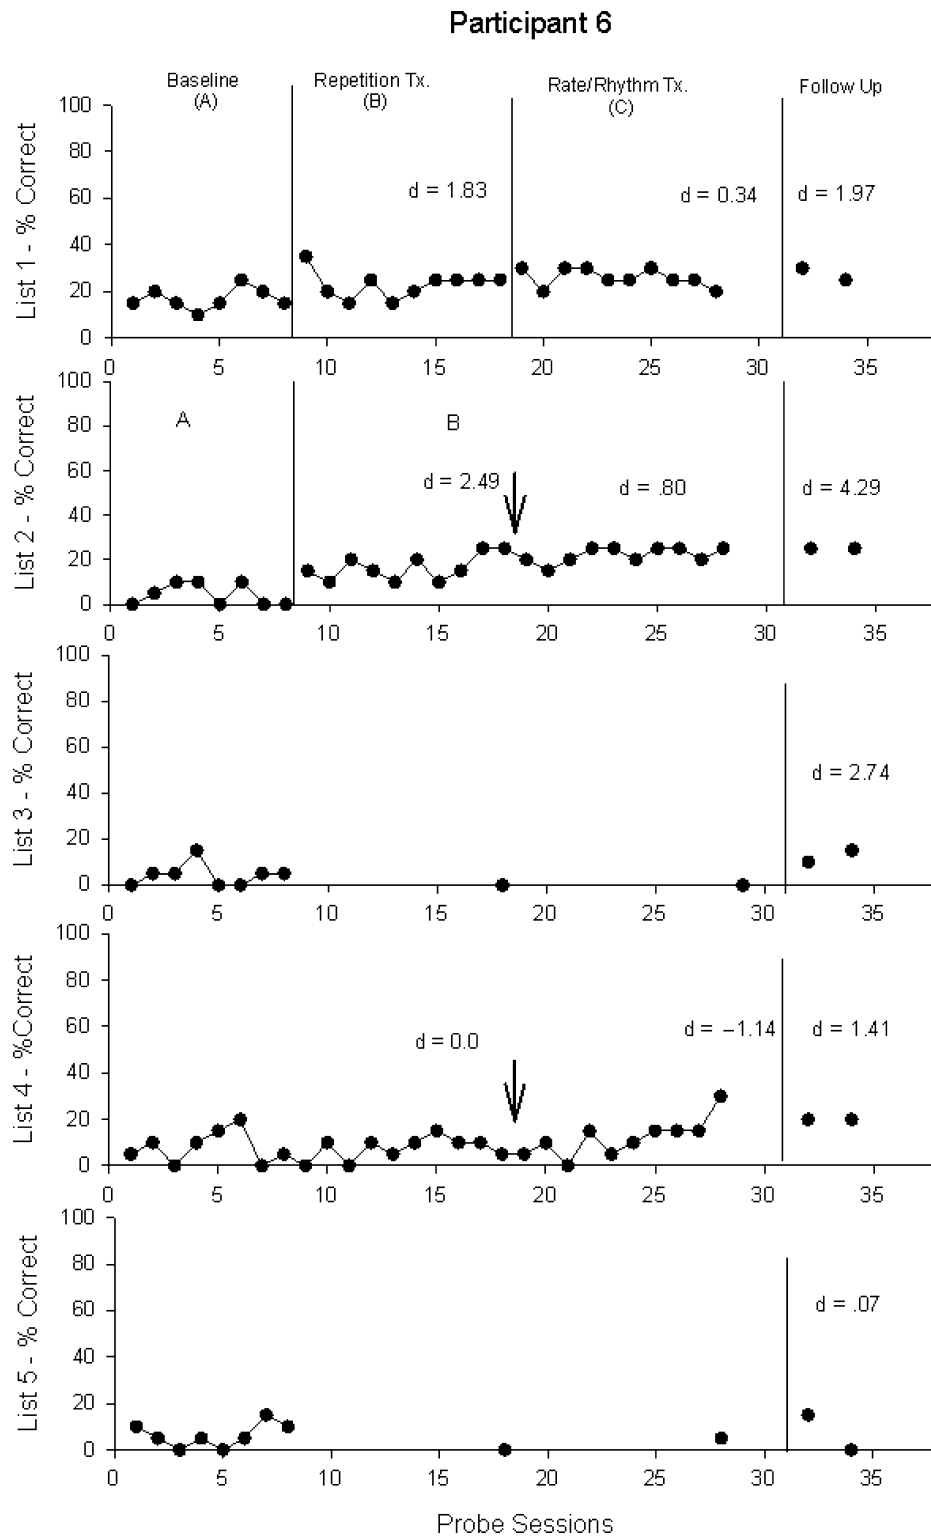 Participant 6
Baseline
(A)
Repetition Tx.
(B)
Rate/Rhythm Tx.
(C)
Follow Up
List 1 - % Correct
100
80
60
40
20
0
d = 1.83
d = 0.34
d = 1.97
0 5 10 15 20 25 30 35
List 2 - % Correct
100
80
60
40
20
0
A
B
d = 2.49
d = .80
d = 4.29
0 5 10 15 20 25 30 35
List 3 - % Correct
100
80
60
40
20
0
d = 2.74
0 5 10 15 20 25 30 35
List 4 - %Correct
100
80
60
40
20
0
d = 0.0
d = −1.14
d = 1.41
0 5 10 15 20 25 30 35
List 5 - % Correct
100
80
60
40
20
0
d = .07
0 5 10 15 20 25 30 35
Probe Sessions